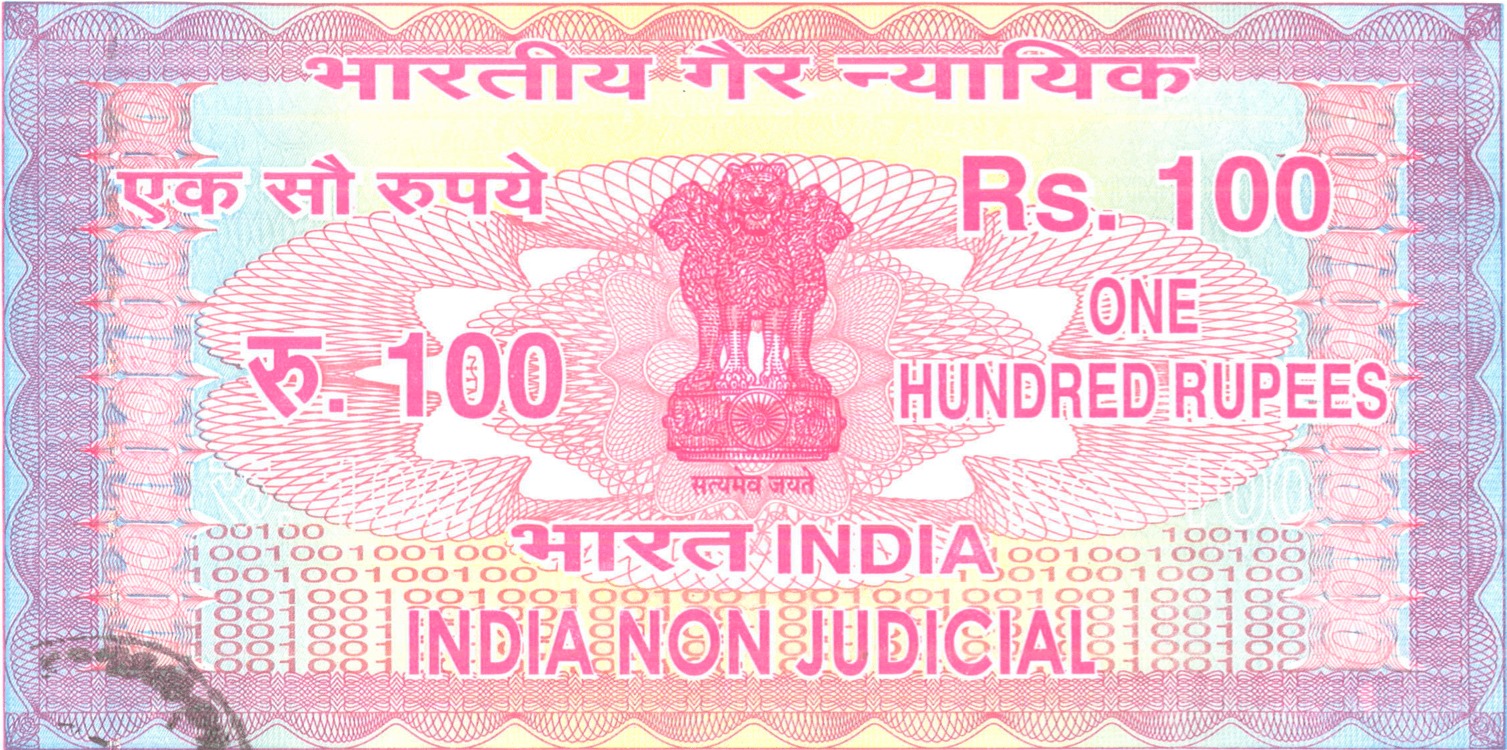 भारतीय गैर न्यायिक
एक सौ रुपये
Rs. 100
रु. 100
ONE
HUNDRED RUPEES
सत्यमेव जयते
भारत INDIA
INDIA NON JUDICIAL